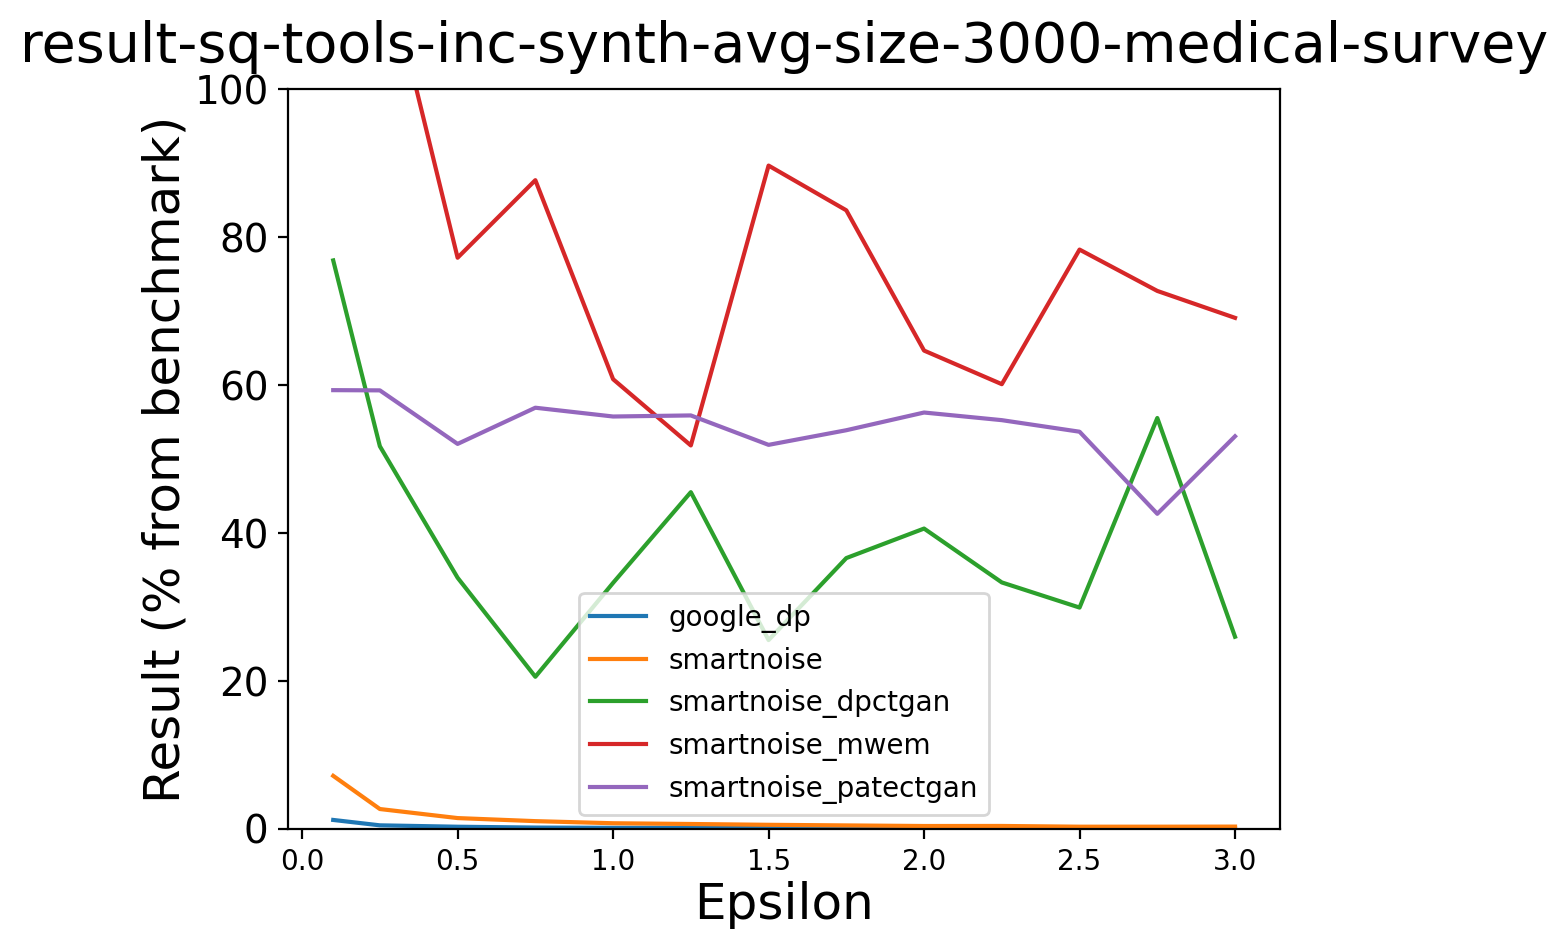 result-sq-tools-inc-synth-avg-size-3000-medical-survey
Result (% from benchmark)
100
80
60
40
20
0
google_dp
smartnoise
smartnoise_dpctgan
smartnoise_mwem
smartnoise_patectgan
0.0 0.5 1.0 1.5 2.0 2.5 3.0
Epsilon